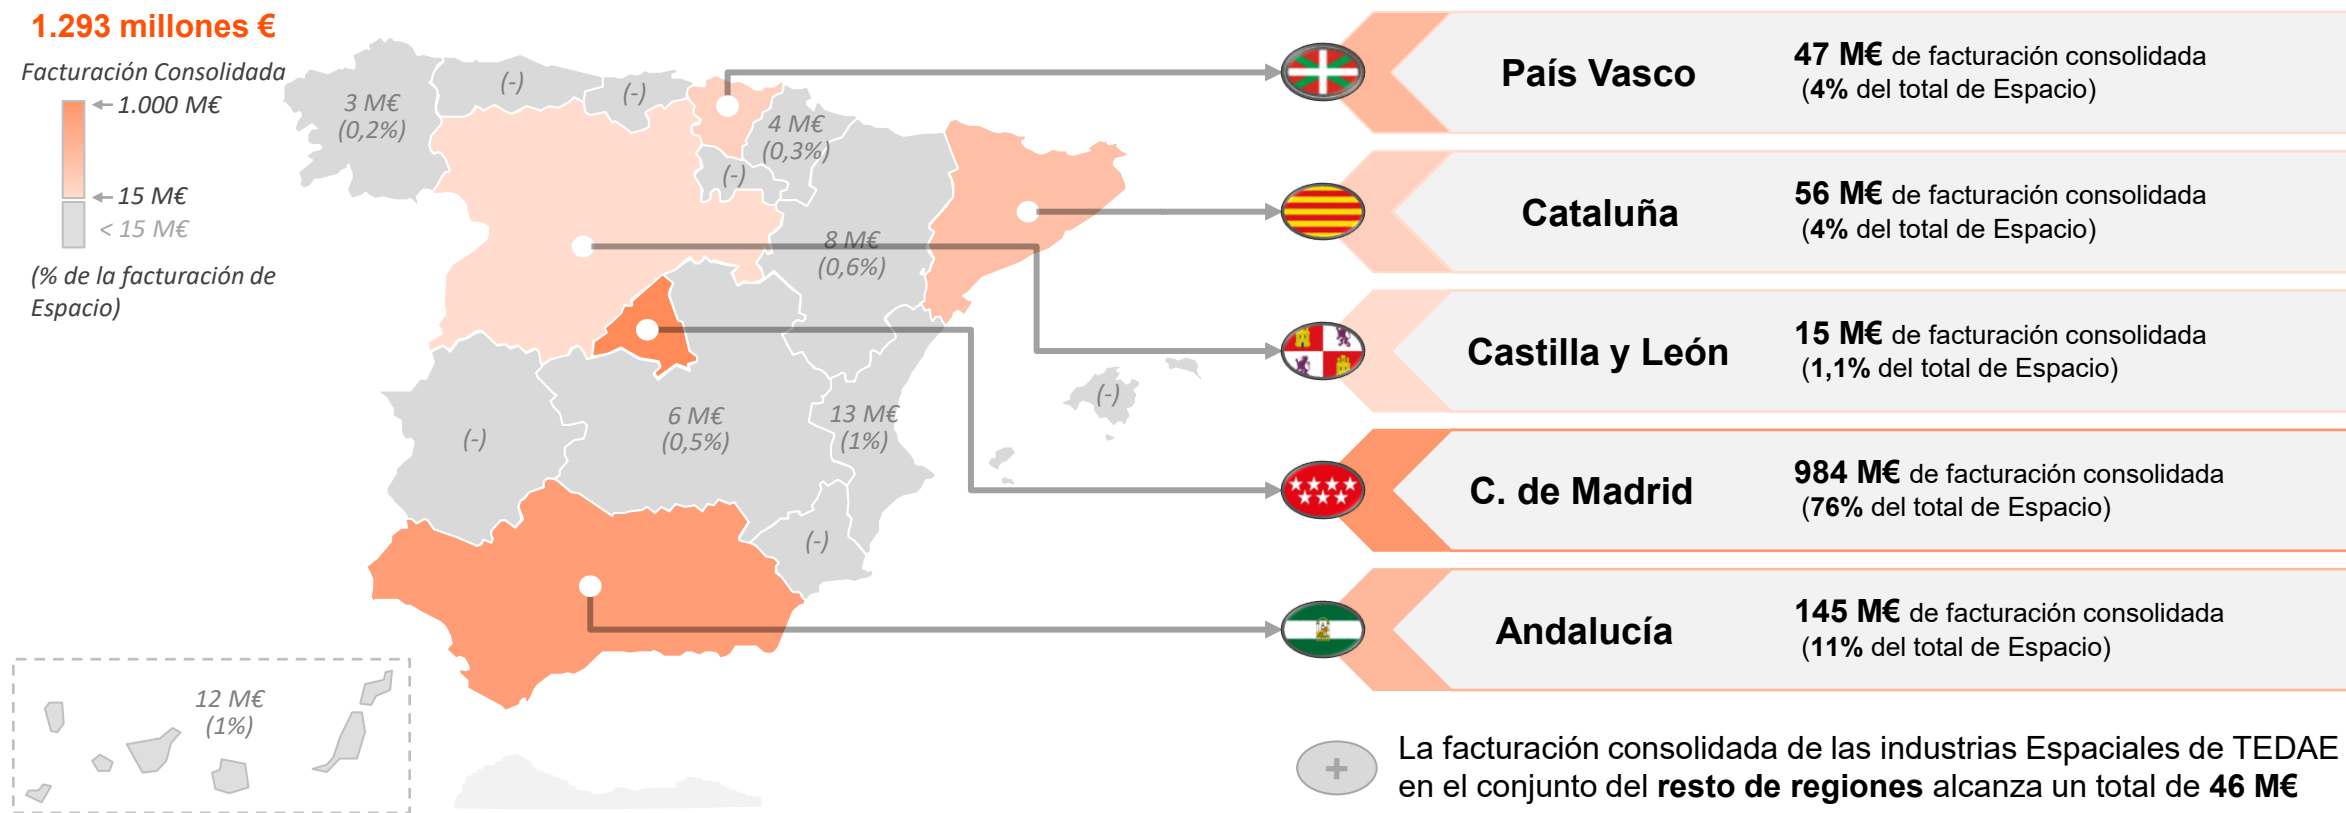 1.293 millones €
Facturación Consolidada
1.000 M€
15 M€
< 15 M€
(% de la facturación de
Espacio)
3 M€
(0,2%)
(-)
(-)
4 M€
(0,3%)
(-)
8 M€
(0,6%)
(-)
6 M€
(0,5%)
13 M€
(1%)
(-)
(-)
12 M€
(1%)
País Vasco
47 M€ de facturación consolidada
(4% del total de Espacio)
Cataluña
56 M€ de facturación consolidada
(4% del total de Espacio)
Castilla y León
15 M€ de facturación consolidada
(1,1% del total de Espacio)
C. de Madrid
984 M€ de facturación consolidada
(76% del total de Espacio)
Andalucía
145 M€ de facturación consolidada
(11% del total de Espacio)
+
La facturación consolidada de las industrias Espaciales de TEDAE
en el conjunto del resto de regiones alcanza un total de 46 M€